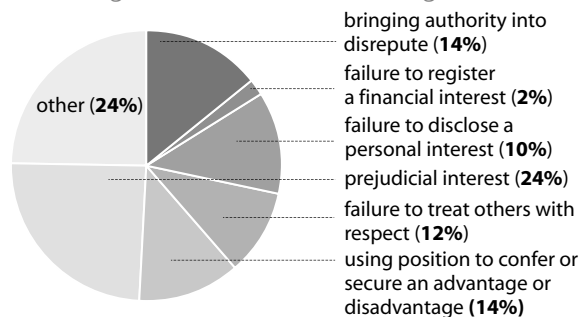 bringing authority into
disrepute (14%)
failure to register
a financial interest (2%)
other (24%)
failure to disclose a
personal interest (10%)
prejudicial interest (24%)
failure to treat others with
respect (12%)
using position to confer or
secure an advantage or
disadvantage (14%)